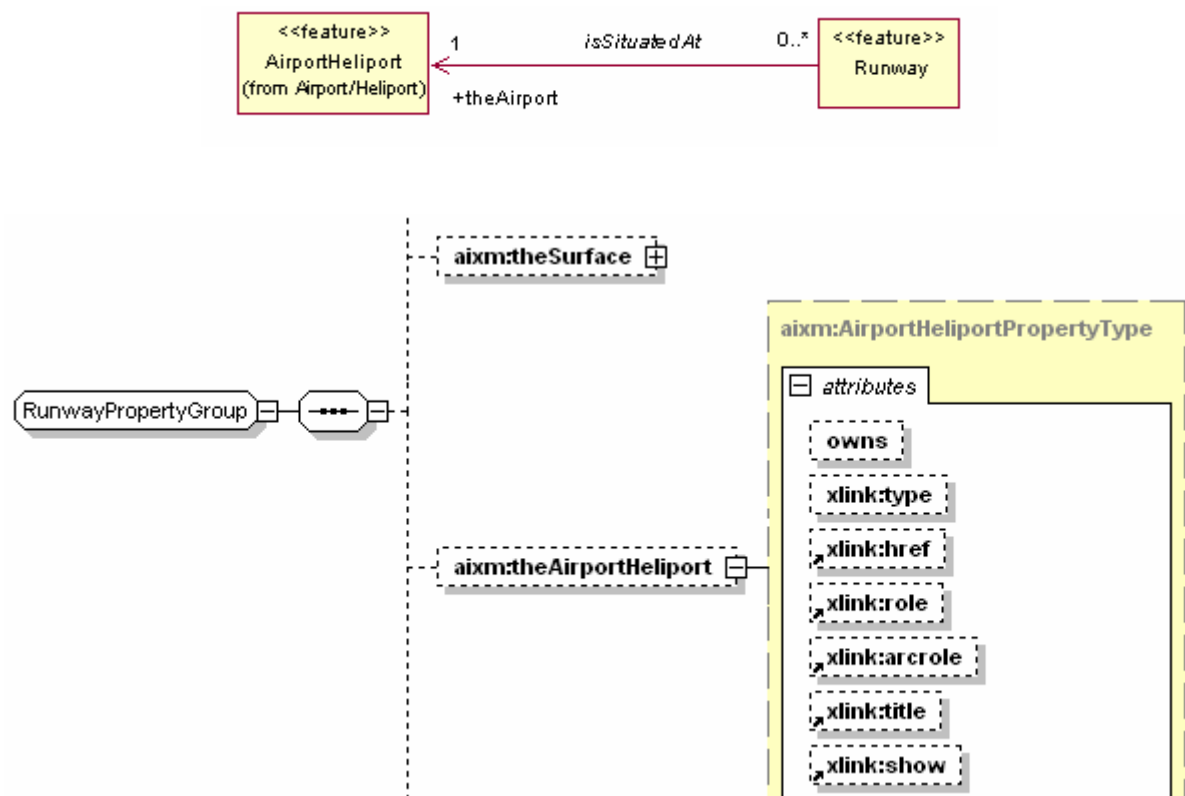 <<feature>>
AirportHeliport
(from Airport/Heliport)
1
isSituatedAt
0..*
+theAirport
<<feature>>
Runway
aixm:theSurface
aixm:AirportHeliportPropertyType
attributes
owns
xlink:type
RunwayPropertyGroup
xlink:href
aixm:theAirportHeliport
xlink:role
xlink:arcrole
xlink:title
xlink:show